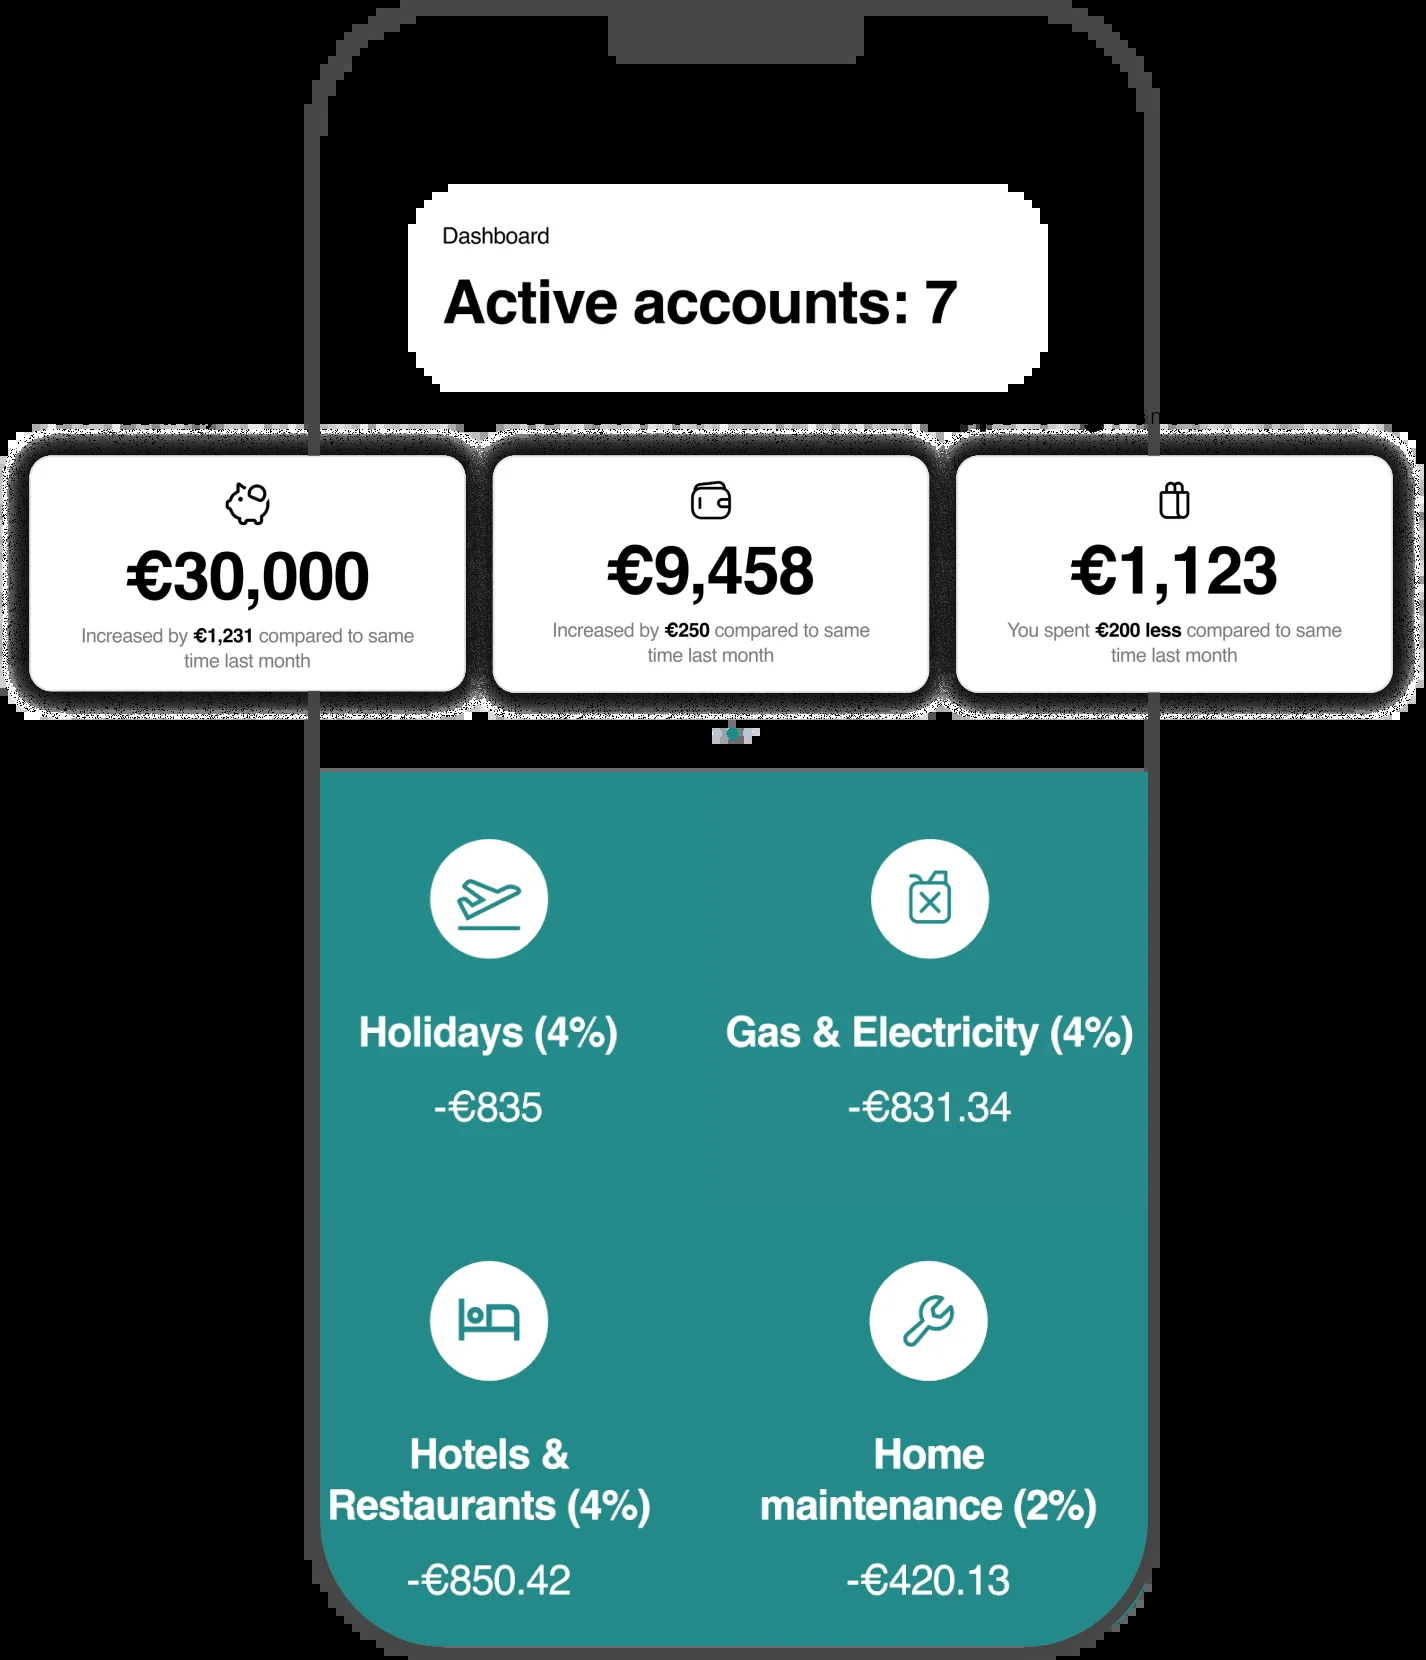 Dashboard
Active accounts: 7
€30,000
Increased by €1,231 compared to same
time last month
€9,458
Increased by €250 compared to same
time last month
€1,123
You spent €200 less compared to same
time last month
Holidays (4%)
-€835
Gas & Electricity (4%)
-€831.34
Hotels &
Restaurants (4%)
-€850.42
Home
maintenance (2%)
-€420.13